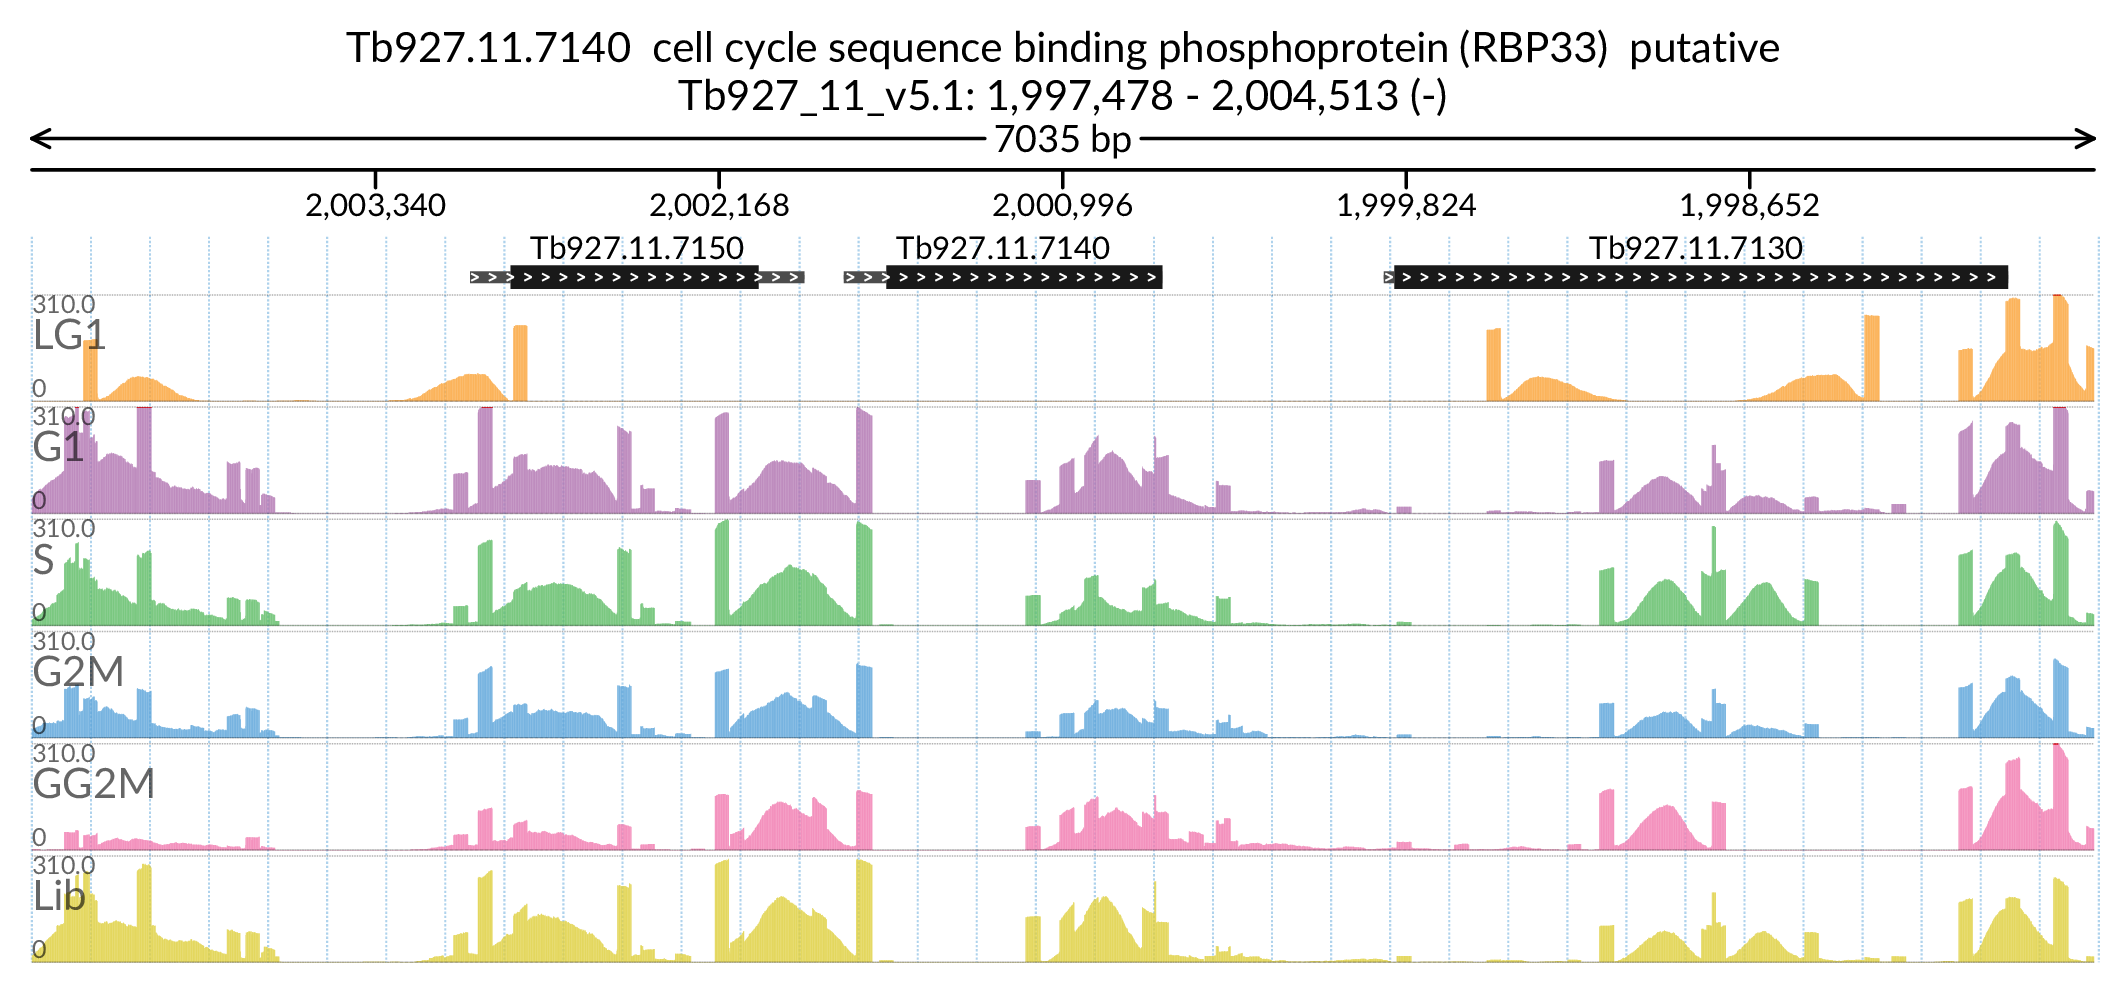 Tb927.11.7140 cell cycle sequence binding phosphoprotein (RBP33) putative
Tb927_11_v5.1: 1,997,478 - 2,004,513 (-)
7035 bp
2,003,340 2,002,168 2,000,996 1,999,824 1,998,652
Tb927.11.7150 Tb927.11.7140 Tb927.11.7130
310.0
LG1
0
310.0
G1
0
310.0
S
0
310.0
G2M
0
310.0
GG2M
0
310.0
Lib
0